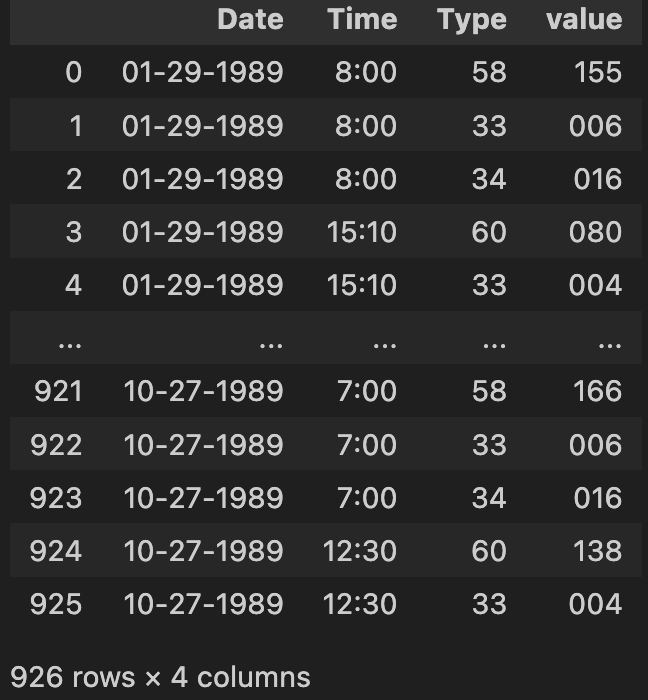 Date Time Type value
0 01-29-1989 8:00 58 155
1 01-29-1989 8:00 33 006
2 01-29-1989 8:00 34 016
3 01-29-1989 15:10 60 080
4 01-29-1989 15:10 33 004
... ... ... ... ...
921 10-27-1989 7:00 58 166
922 10-27-1989 7:00 33 006
923 10-27-1989 7:00 34 016
924 10-27-1989 12:30 60 138
925 10-27-1989 12:30 33 004
926 rows × 4 columns